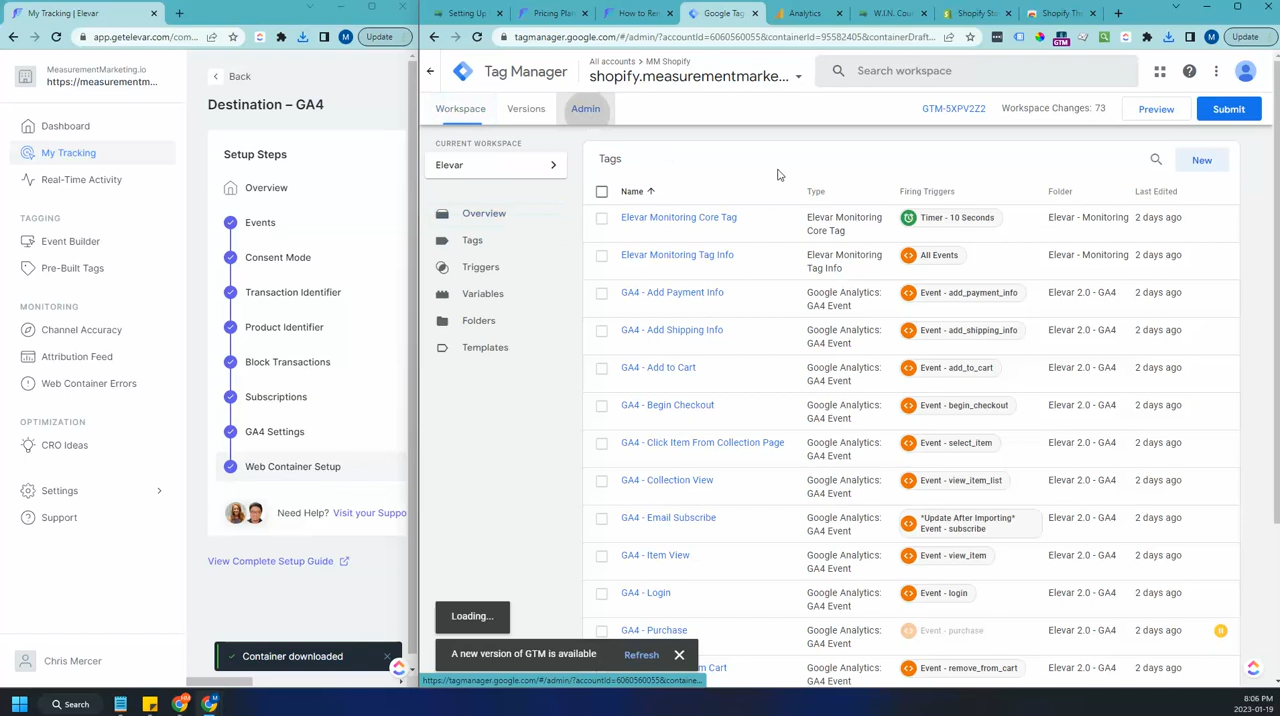 My Tracking
Setting Up
Pricing Pla
How to Re
Google Tag
Analytics
W.I.N. Co
Shopify Sto
Shopify The
app.getelevar.com/com...
Update
tagmanager.google.com/#/admin/?accountId=6060560055&containerId=95582405&containerDraft...
Update
MeasurementMarketing.io
https://measurementm...
Dashboard
My Tracking
Real-Time Activity
TAGGING
Event Builder
Pre-Built Tags
MONITORING
Channel Accuracy
Attribution Feed
Web Container Errors
OPTIMIZATION
CRO Ideas
Settings
Support
Chris Mercer
Back
Destination – GA4
Setup Steps
Overview
Events
Consent Mode
Transaction Identifier
Product Identifier
Block Transactions
Subscriptions
GA4 Settings
Web Container Setup
Need Help? Visit your Suppo
View Complete Setup Guide
Container downloaded
Tag Manager
All accounts > MM Shopify
shopify.measurementmarke...
Search workspace
Workspace
Versions
Admin
GTM-5XPV2Z2
Workspace Changes: 73
Preview
Submit
CURRENT WORKSPACE
Elevar
Overview
Tags
Triggers
Variables
Folders
Templates
Tags
New
Name
Type
Firing Triggers
Folder
Last Edited
Elevar Monitoring Core Tag
Elevar Monitoring Core Tag
Timer - 10 Seconds
Elevar - Monitoring
2 days ago
Elevar Monitoring Tag Info
Elevar Monitoring Tag Info
All Events
Elevar - Monitoring
2 days ago
GA4 - Add Payment Info
Google Analytics: GA4 Event
Event - add_payment_info
Elevar 2.0 - GA4
2 days ago
GA4 - Add Shipping Info
Google Analytics: GA4 Event
Event - add_shipping_info
Elevar 2.0 - GA4
2 days ago
GA4 - Add to Cart
Google Analytics: GA4 Event
Event - add_to_cart
Elevar 2.0 - GA4
2 days ago
GA4 - Begin Checkout
Google Analytics: GA4 Event
Event - begin_checkout
Elevar 2.0 - GA4
2 days ago
GA4 - Click Item From Collection Page
Google Analytics: GA4 Event
Event - select_item
Elevar 2.0 - GA4
2 days ago
GA4 - Collection View
Google Analytics: GA4 Event
Event - view_item_list
Elevar 2.0 - GA4
2 days ago
GA4 - Email Subscribe
Google Analytics: GA4 Event
*Update After Importing* Event - subscribe
Elevar 2.0 - GA4
2 days ago
GA4 - Item View
Google Analytics: GA4 Event
Event - view_item
Elevar 2.0 - GA4
2 days ago
GA4 - Login
Google Analytics: GA4 Event
Event - login
Elevar 2.0 - GA4
2 days ago
GA4 - Purchase
Google Analytics: GA4 Event
Event - purchase
Elevar 2.0 - GA4
2 days ago
m Cart
Google Analytics: GA4 Event
Event - remove_from_cart
Elevar 2.0 - GA4
2 days ago
Loading...
A new version of GTM is available
Refresh
https://tagmanager.google.com/#/admin/?accountId=6060560055&containe...
Search
8:06 PM
2023-01-19